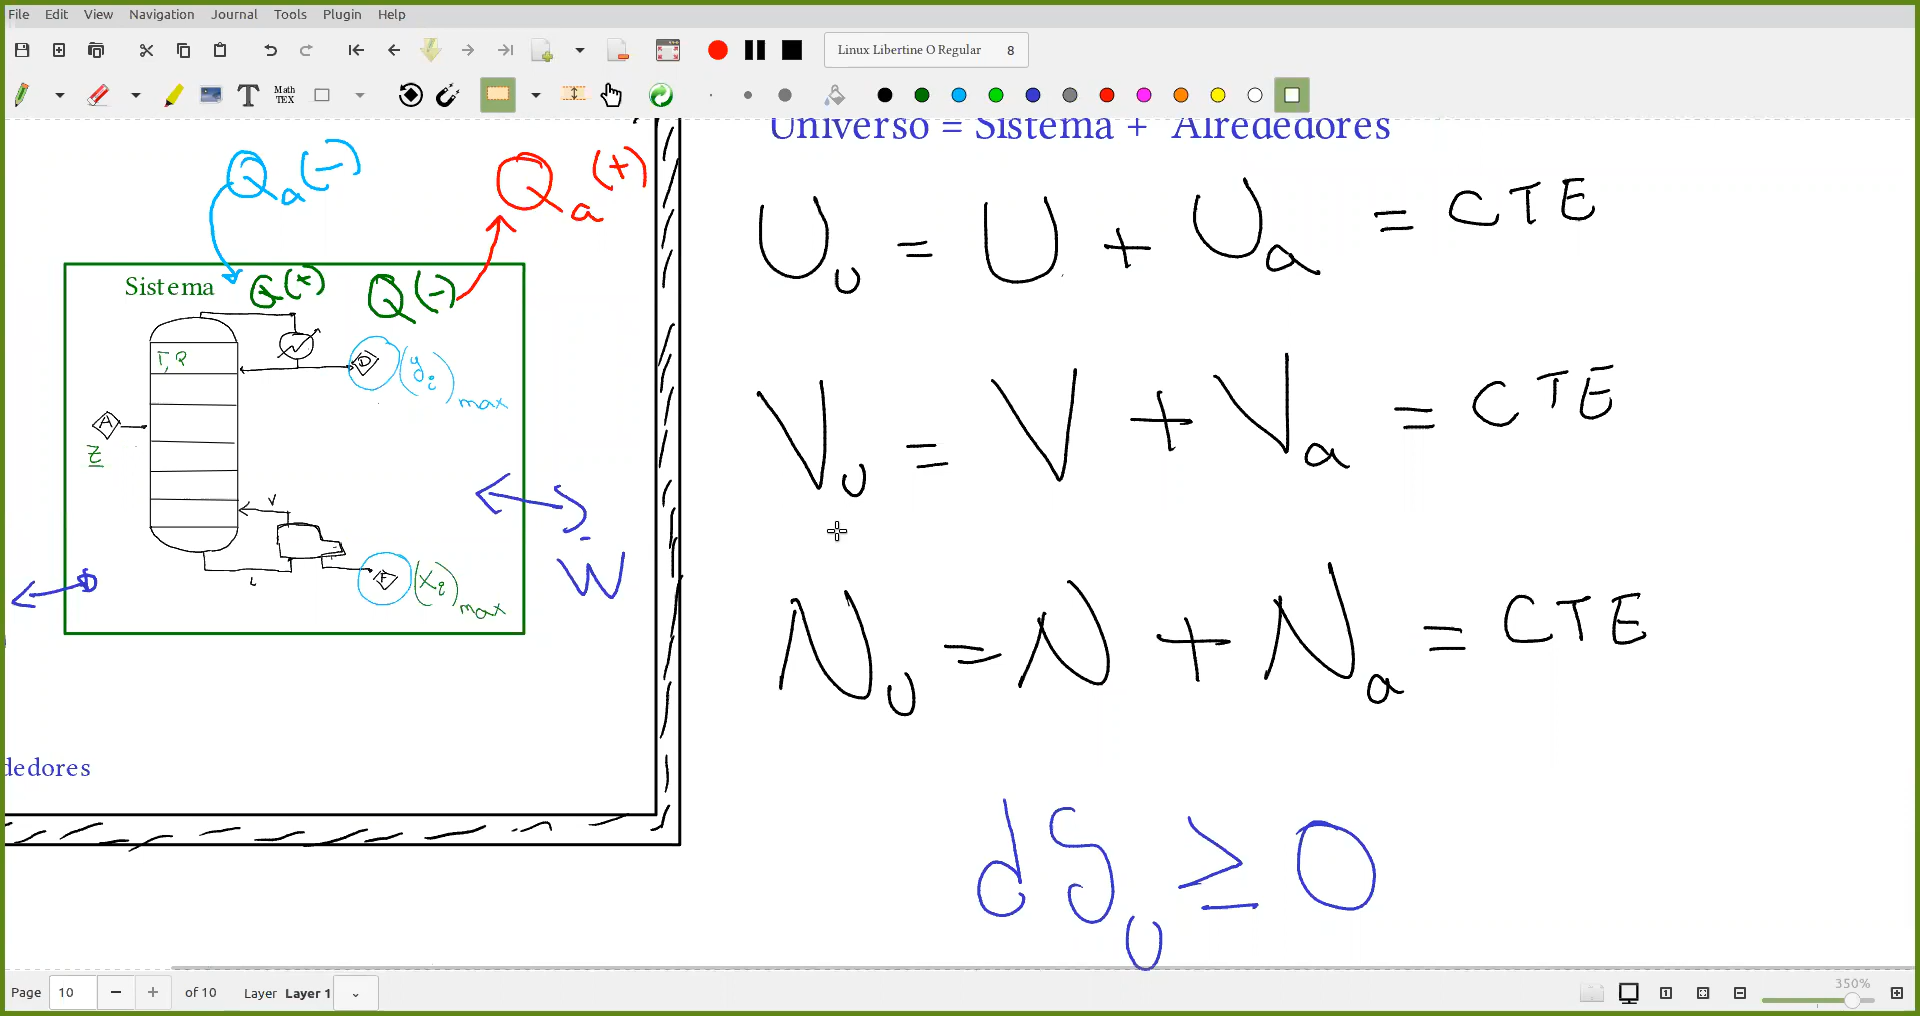 File Edit View Navigation Journal Tools Plugin Help
Linux Libertine O Regular 8
Math
TEX
Universo = Sistema + Alrededores
Qa(-)
Qa(+)
Sistema
Q(+)
Q(-)
T, P
D
(yi)max
A
z
V
L
F
(xi)max
W
dedores
Uu = U + Ua = CTE
Vu = V + Va = CTE
Nu = N + Na = CTE
dSu ≥ 0
Page 10 of 10 Layer Layer 1
350%